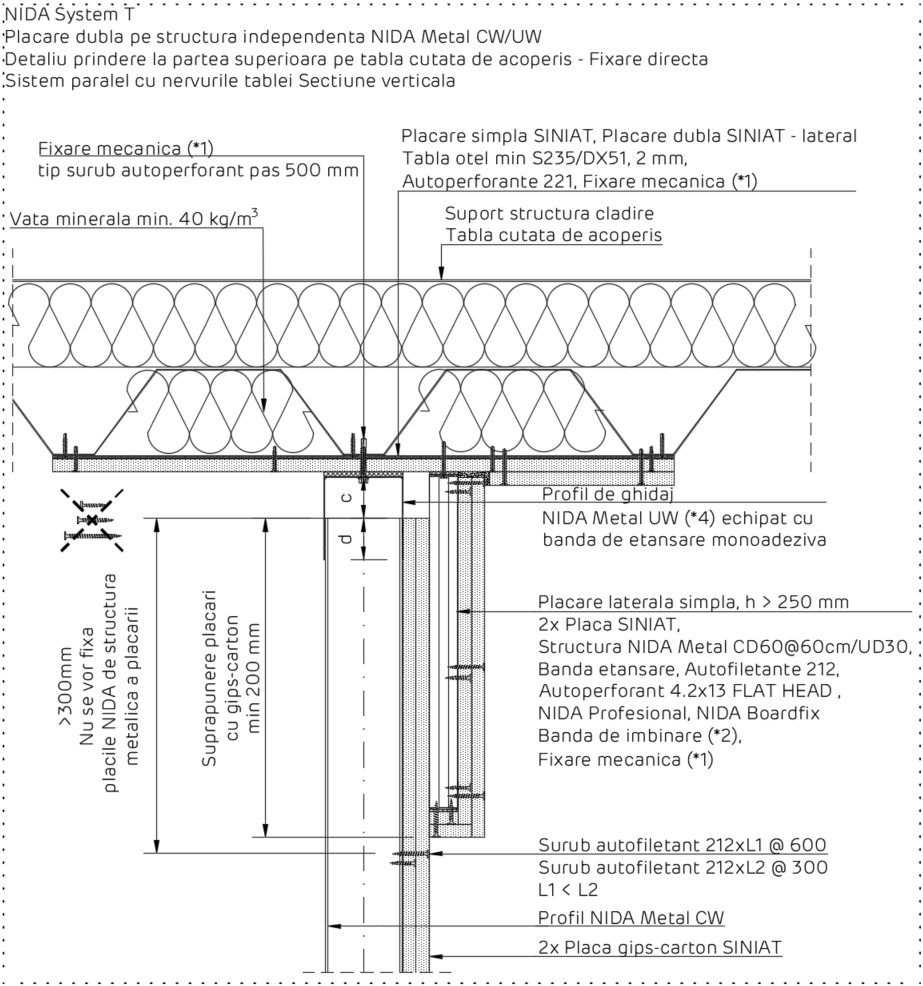 NIDA System T
Placare dubla pe structura independenta NIDA Metal CW/UW
Detaliu prindere la partea superioara pe tabla cutata de acoperis - Fixare directa
Sistem paralel cu nervurile tablei Sectiune verticala
Fixare mecanica (*1)
tip surub autoperforant pas 500 mm
Vata minerala min. 40 kg/m³
Placare simpla SINIAT, Placare dubla SINIAT - lateral
Tabla otel min S235/DX51, 2 mm,
Autoperforante 221, Fixare mecanica (*1)
Suport structura cladire
Tabla cutata de acoperis
c
d
Profil de ghidaj
NIDA Metal UW (*4) echipat cu
banda de etansare monoadeziva
>300mm
Nu se vor fixa
placile NIDA de structura
metalica a placarii
Suprapunere placari
cu gips-carton
min 200 mm
Placare laterala simpla, h > 250 mm
2x Placa SINIAT,
Structura NIDA Metal CD60@60cm/UD30,
Banda etansare, Autofiletante 212,
Autoperforant 4.2x13 FLAT HEAD ,
NIDA Profesional, NIDA Boardfix
Banda de imbinare (*2),
Fixare mecanica (*1)
Surub autofiletant 212xL1 @ 600
Surub autofiletant 212xL2 @ 300
L1 < L2
Profil NIDA Metal CW
2x Placa gips-carton SINIAT